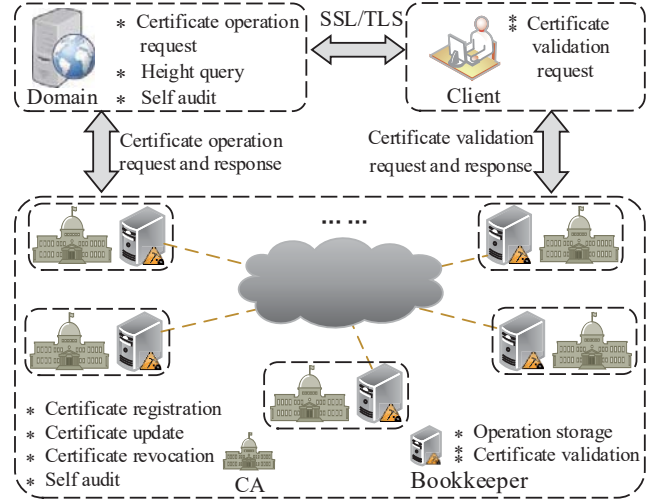 * Certificate operation
request
* Height query
* Self audit
Domain
SSL/TLS
* Certificate
* validation
request
Client
Certificate operation
request and response
Certificate validation
request and response
... ...
* Certificate registration
* Certificate update
* Certificate revocation
* Self audit
CA
* Operation storage
* Certificate validation
*
Bookkeeper